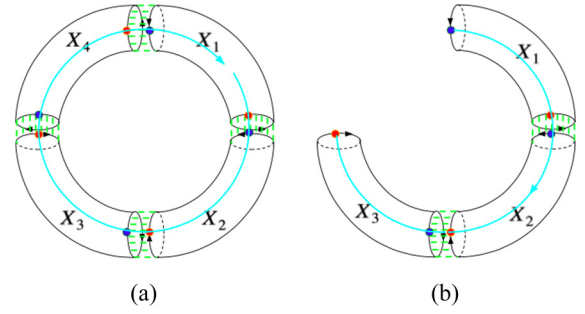 X₄ X₁ X₁
X₃ X₂ X₃ X₂
(a) (b)